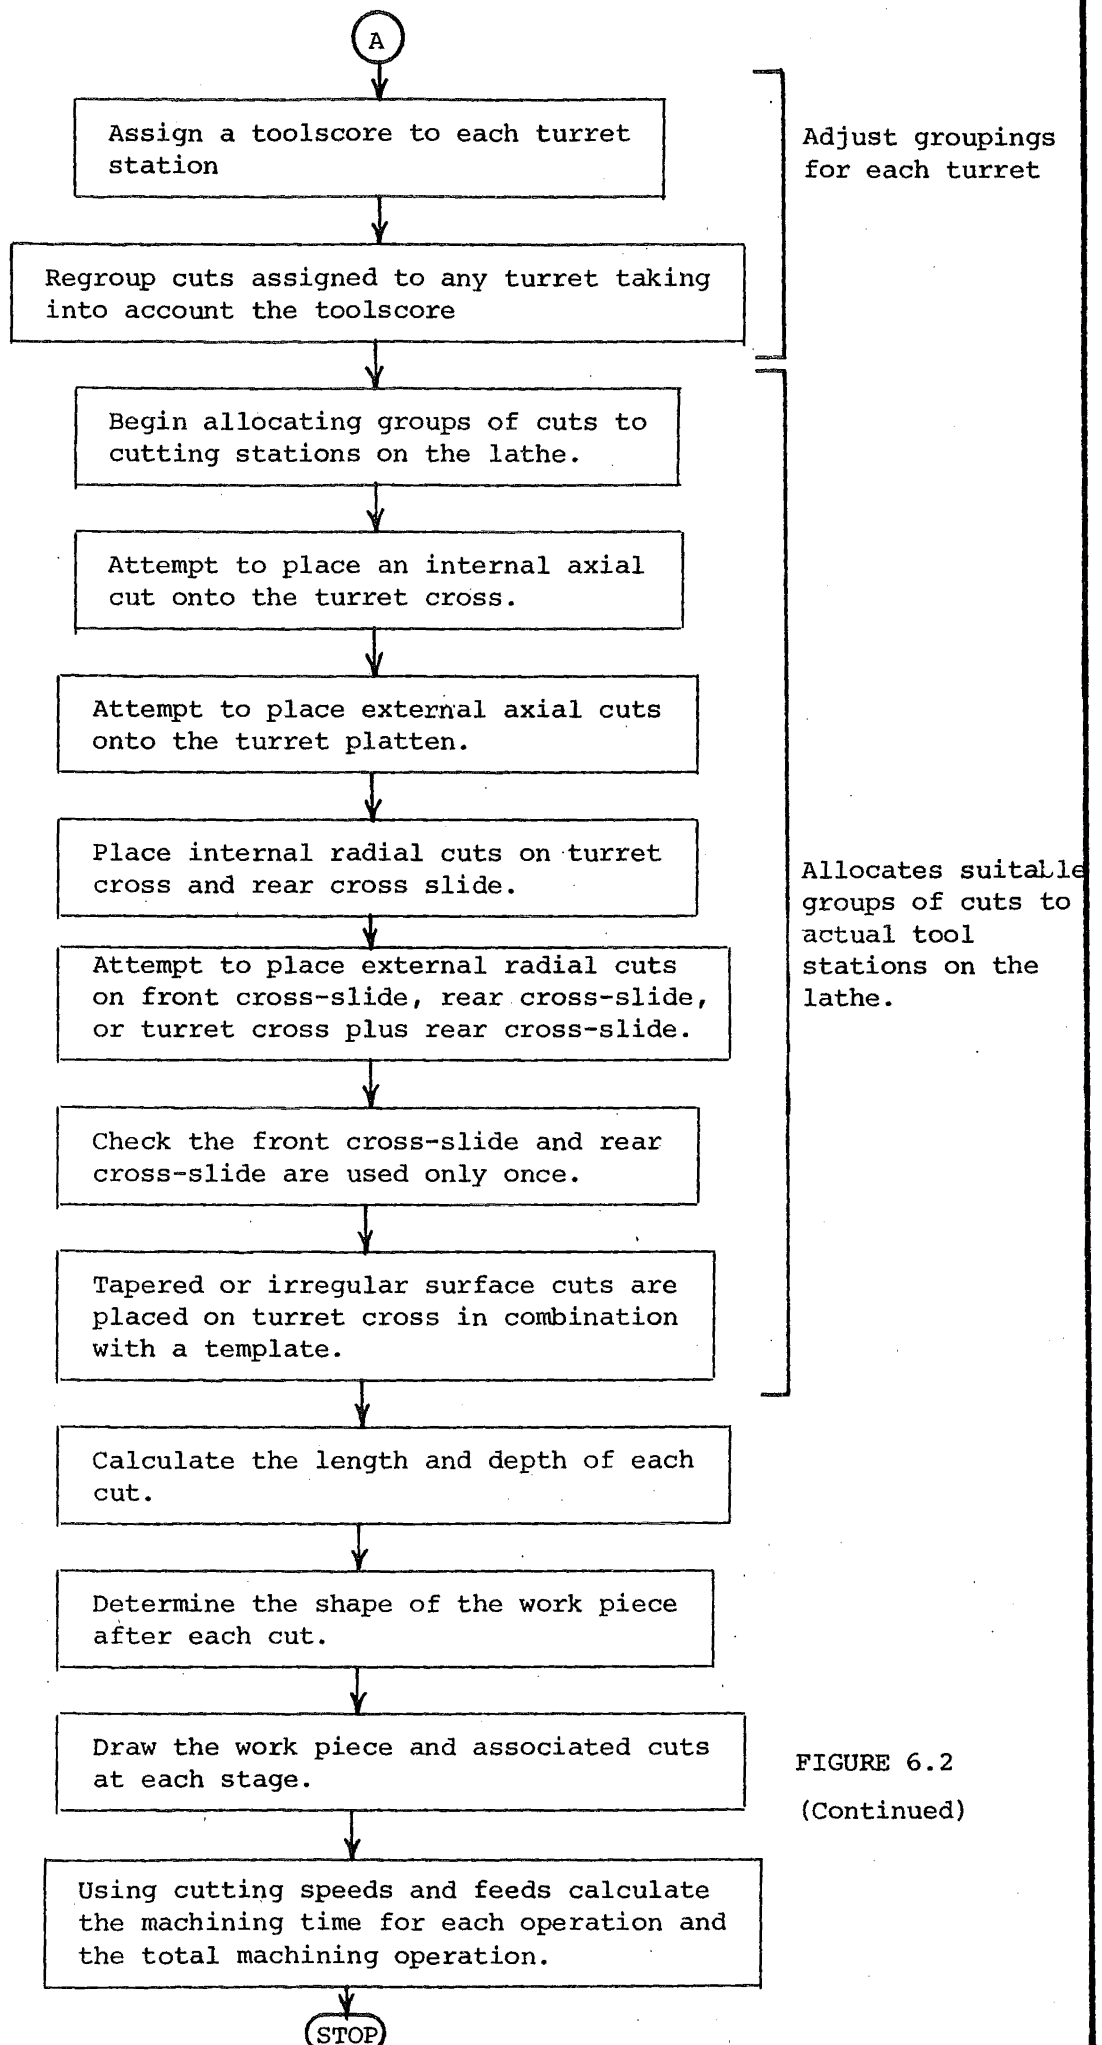 A
Assign a toolscore to each turret
station
Adjust groupings
for each turret
Regroup cuts assigned to any turret taking
into account the toolscore
Begin allocating groups of cuts to
cutting stations on the lathe.
Attempt to place an internal axial
cut onto the turret cross.
Attempt to place external axial cuts
onto the turret platten.
Place internal radial cuts on turret
cross and rear cross slide.
Attempt to place external radial cuts
on front cross-slide, rear cross-slide,
or turret cross plus rear cross-slide.
Check the front cross-slide and rear
cross-slide are used only once.
Tapered or irregular surface cuts are
placed on turret cross in combination
with a template.
Allocates suitable
groups of cuts to
actual tool
stations on the
lathe.
Calculate the length and depth of each
cut.
Determine the shape of the work piece
after each cut.
Draw the work piece and associated cuts
at each stage.
FIGURE 6.2
(Continued)
Using cutting speeds and feeds calculate
the machining time for each operation and
the total machining operation.
STOP